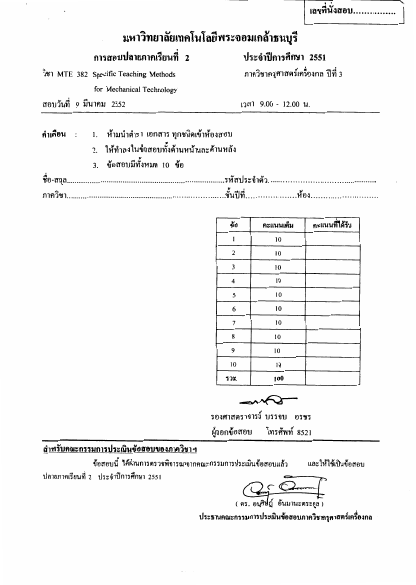 เลขที่นั่งสอบ...............
มหาวิทยาลัยเทคโนโลยีพระจอมเกล้าธนบุรี
การสอบปลายภาคเรียนที่ 2 ประจำปีการศึกษา 2551
วิชา MTE 382 Specific Teaching Methods ภาควิชาครุศาสตร์เครื่องกล ปีที่ 3
for Mechanical Technology
สอบวันที่ 9 มีนาคม 2552 เวลา 9.00 - 12.00 น.
คำเตือน : 1. ห้ามนำตำรา เอกสาร ทุกชนิดเข้าห้องสอบ
2. ให้ทำลงในข้อสอบทั้งด้านหน้าและด้านหลัง
3. ข้อสอบมีทั้งหมด 10 ข้อ
ชื่อ-สกุล..............................รหัสประจำตัว..............................
ภาควิชา..............................ชั้นปีที่...............ห้อง...............
ข้อ คะแนนเต็ม คะแนนที่ได้รับ
1 10
2 10
3 10
4 10
5 10
6 10
7 10
8 10
9 10
10 10
รวม 100
รองศาสตราจารย์ บรรจบ อรชร
ผู้ออกข้อสอบ โทรศัพท์ 8521
สำหรับคณะกรรมการประเมินข้อสอบของภาควิชาฯ
ข้อสอบนี้ ได้ผ่านการตรวจพิจารณาจากคณะกรรมการประเมินข้อสอบแล้ว และให้ใช้เป็นข้อสอบ
ปลายภาคเรียนที่ 2 ประจำปีการศึกษา 2551
( ดร.
ประธานคณะกรรมการประเมินข้อสอบภาควิชาครุศาสตร์เครื่องกล